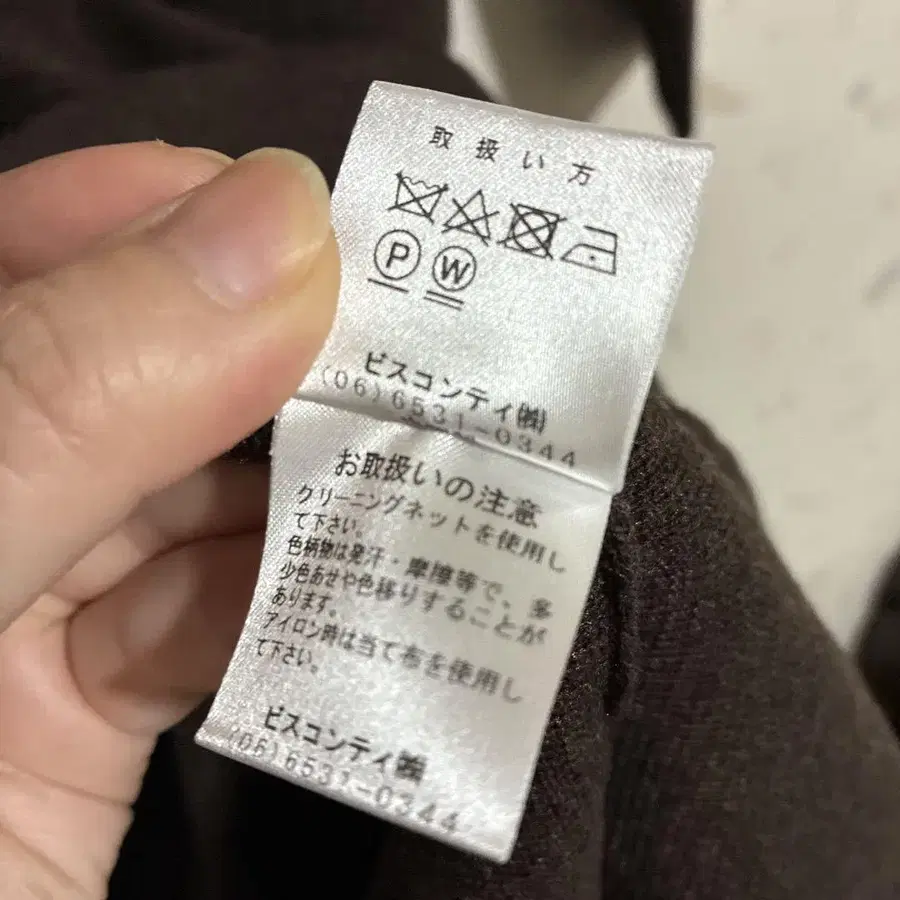 取扱い方
P W
ビスコンティ㈱
(06)6531-0344
お取扱いの注意
クリーニングネットを使用し
て下さい。
色柄物は発汗・摩擦等で、多
少色あせや色移りすることが
あります。
アイロン時は当て布を使用し
て下さい。
ビスコンティ㈱
(06)6531-0344